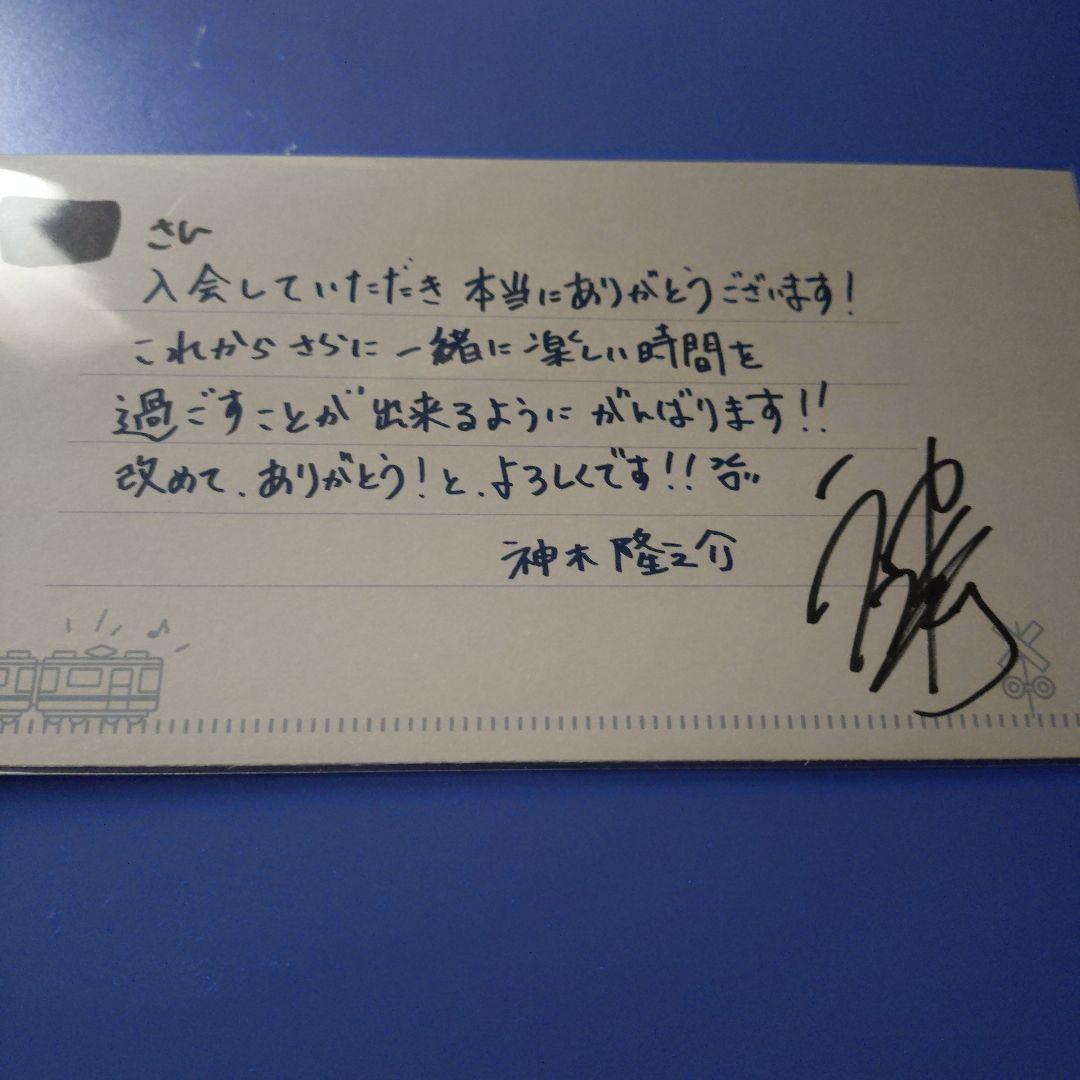 さん
入会していただき本当にありがとうございます!
これからさらに一緒に楽しい時間を
過ごすことが出来るようにがんばります!!
改めて、ありがとう!と、よろしくです!!
神木隆之介